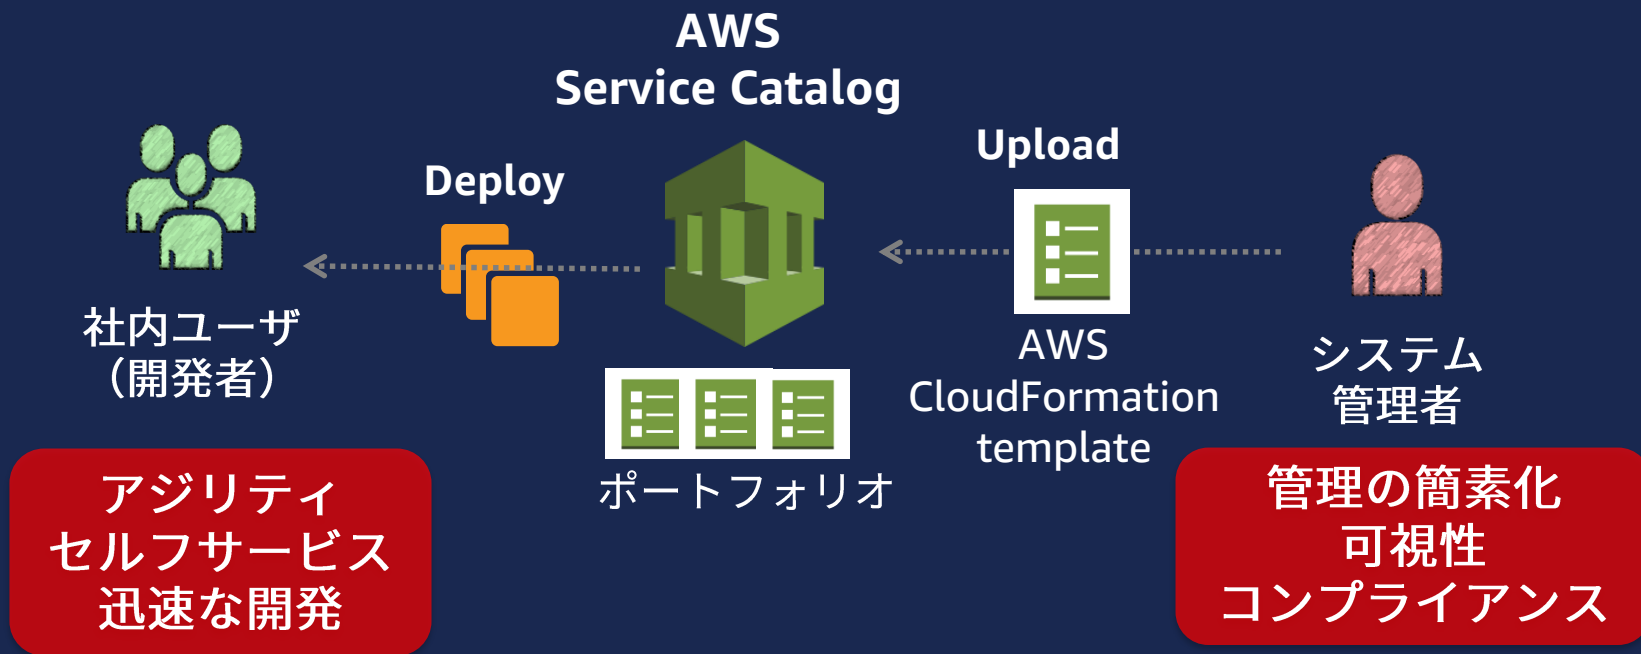 AWS
Service Catalog
Upload
Deploy
社内ユーザ
（開発者）
ポートフォリオ
AWS
CloudFormation
template
システム
管理者
アジリティ
セルフサービス
迅速な開発
管理の簡素化
可視性
コンプライアンス